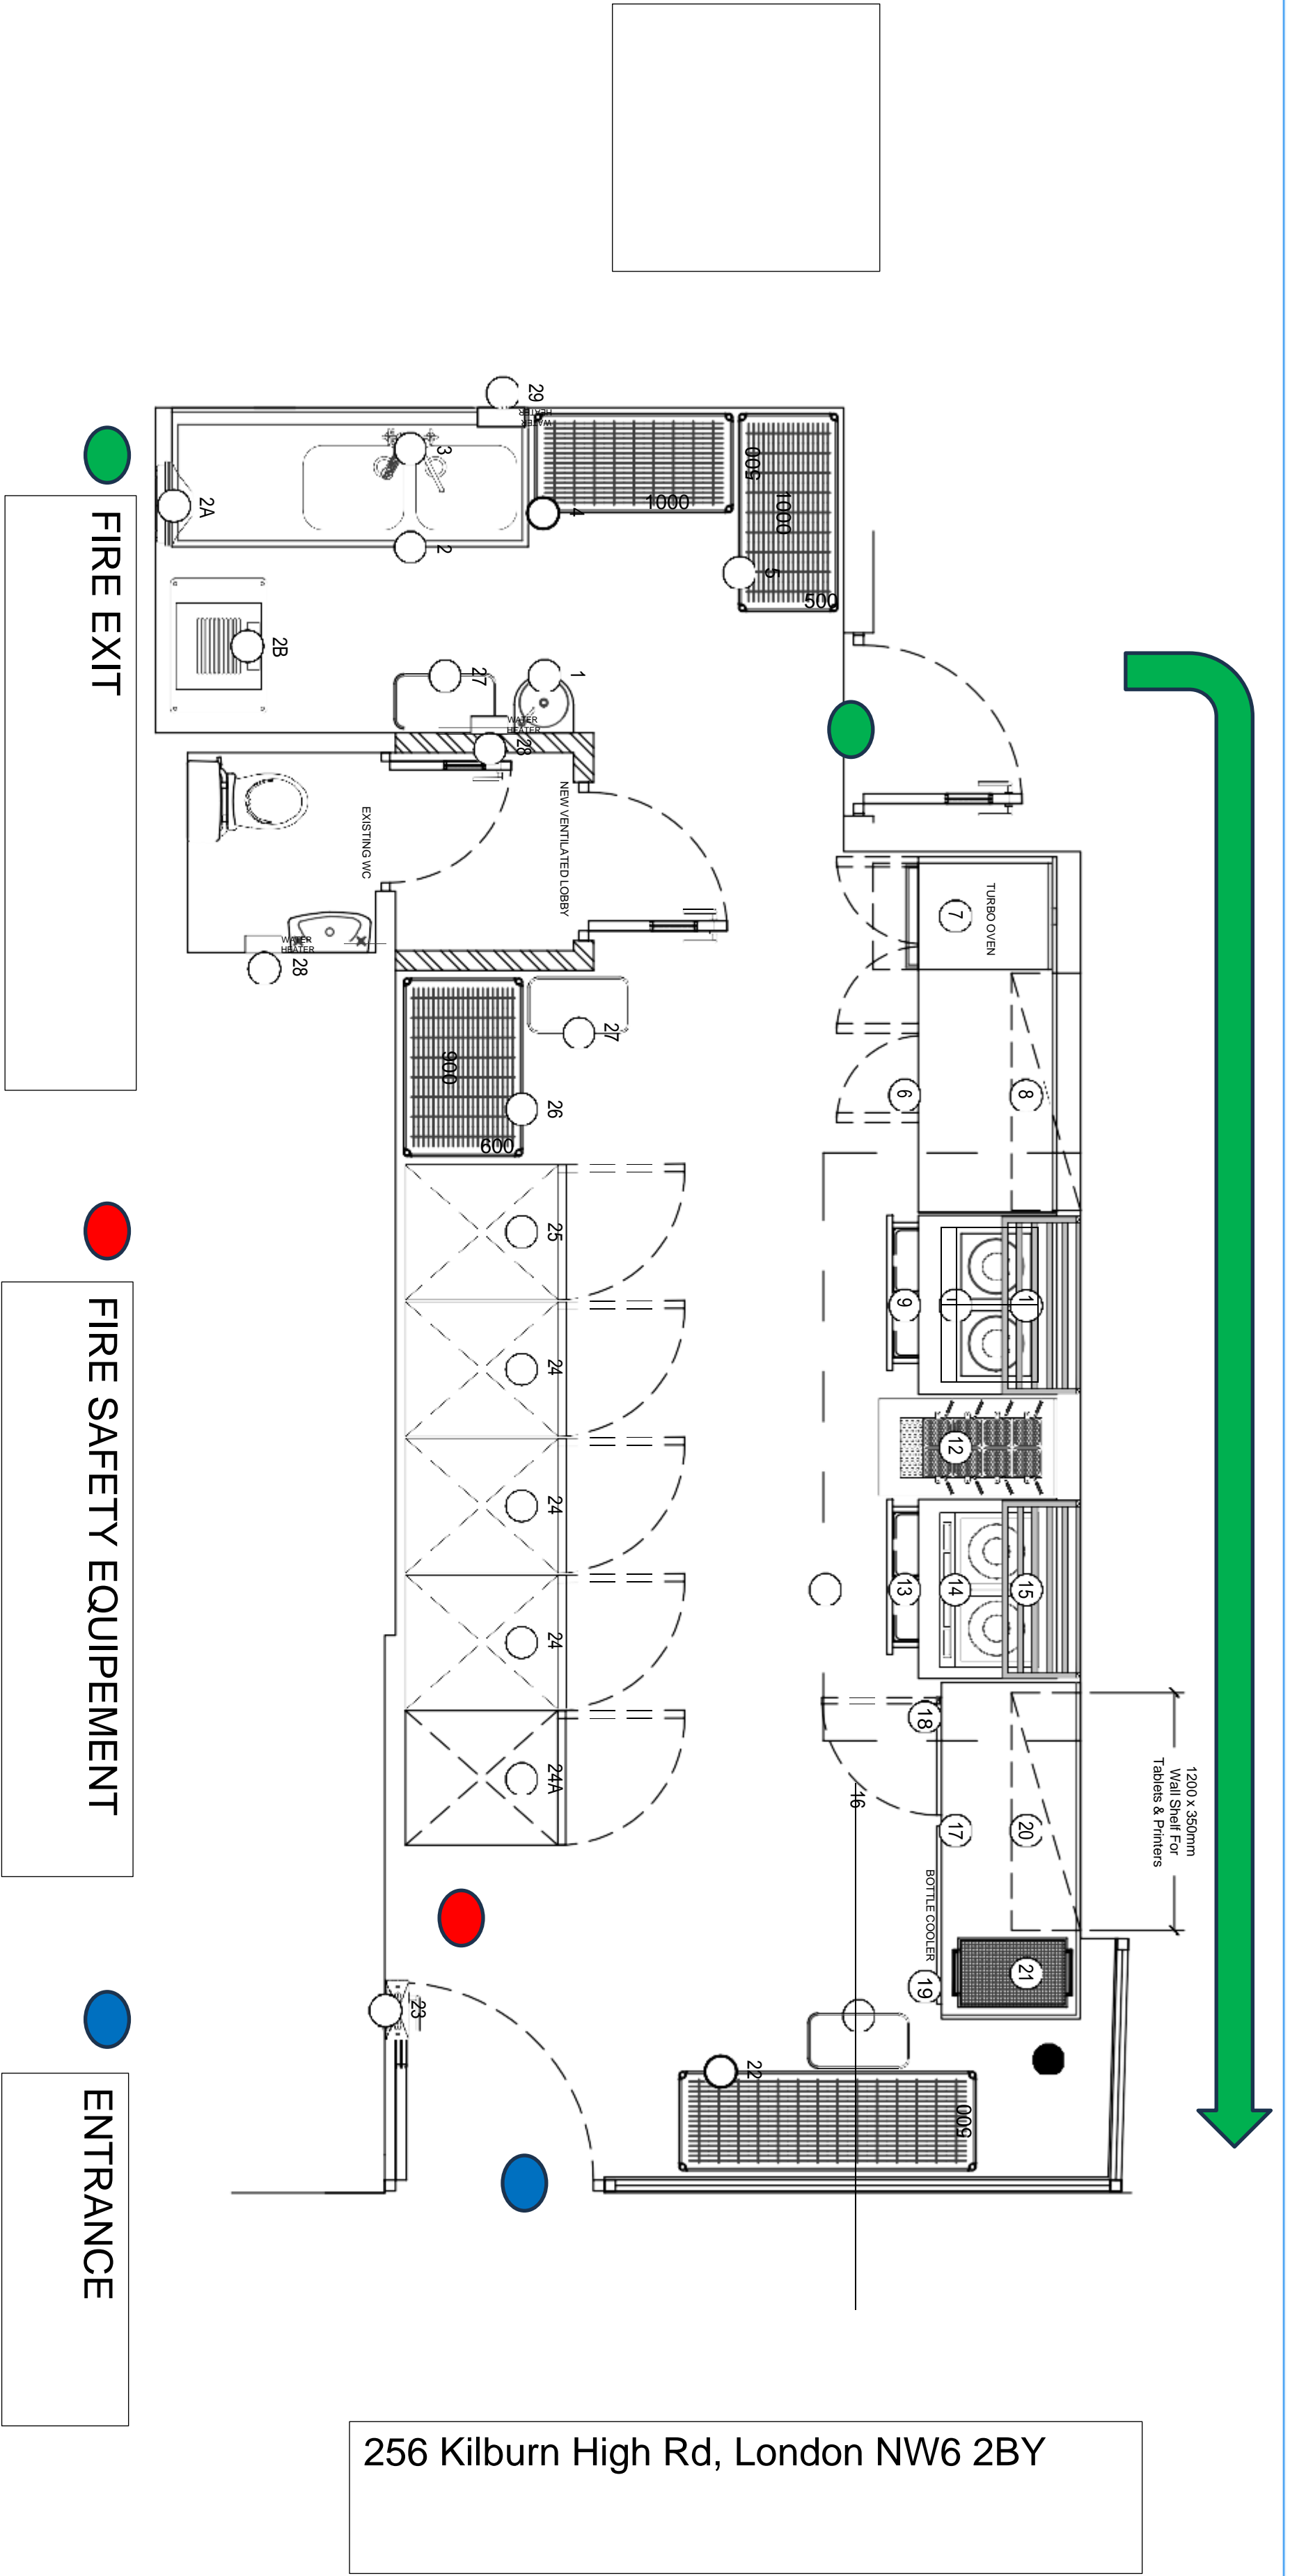 29
WATER
HEATER
3
2A
2
4
1000
500
1000
5
500
2B
27
1
WATER
HEATER
28
NEW VENTILATED LOBBY
EXISTING WC
WATER
HEATER
28
TURBO OVEN
7
27
900
26
600
6
8
25
9
1
24
12
24
13
14
15
24
18
24A
16
17
20
1200 x 350mm
Wall Shelf For
Tablets & Printers
BOTTLE COOLER
21
19
23
22
600
FIRE EXIT
FIRE SAFETY EQUIPEMENT
ENTRANCE
256 Kilburn High Rd, London NW6 2BY